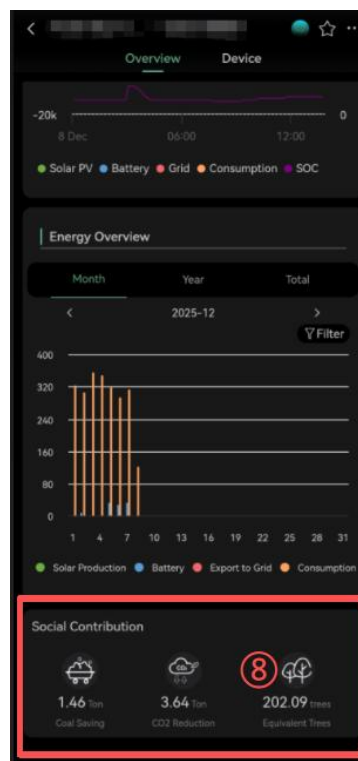 Overview Device
-20k 0
8 Dec 06:00 12:00
Solar PV Battery Grid Consumption SOC
Energy Overview
Month Year Total
< 2025-12 >
Filter
400
320
240
160
80
0
1 4 7 10 13 16 19 22 25 28 31
Solar Production Battery Export to Grid Consumption
Social Contribution
CO₂
⑧
1.46 Ton 3.64 Ton 202.09 trees
Coal Saving CO2 Reduction Equivalent Trees